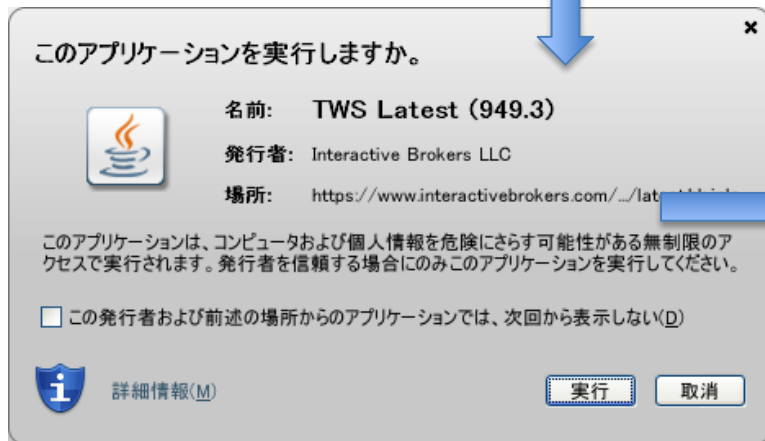 このアプリケーションを実行しますか。
名前: TWS Latest (949.3)
発行者: Interactive Brokers LLC
場所: https://www.interactivebrokers.com/.../
このアプリケーションは、コンピュータおよび個人情報を危険にさらす可能性がある無制限のア
クセスで実行されます。発行者を信頼する場合にのみこのアプリケーションを実行してください。
この発行者および前述の場所からのアプリケーションでは、次回から表示しない(D)
詳細情報(M)
実行 取消